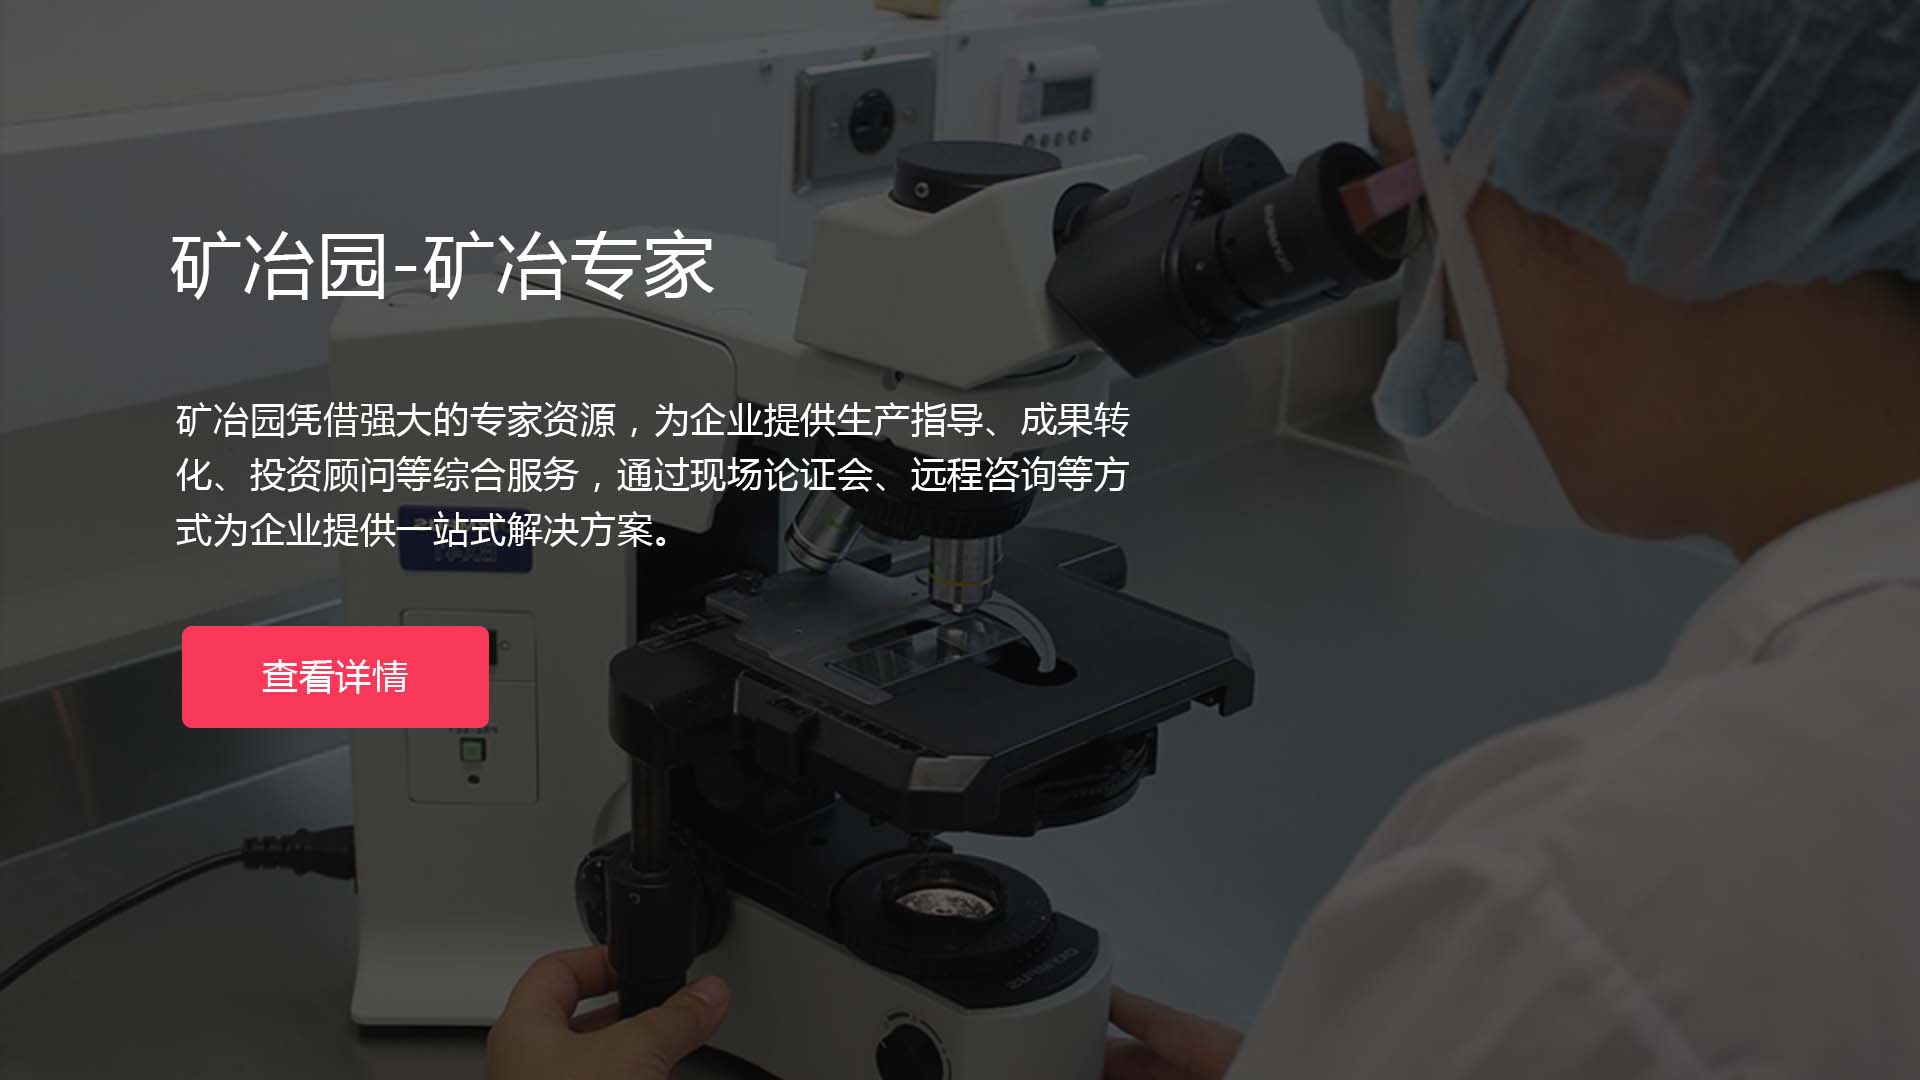 矿冶园-矿冶专家
矿冶园凭借强大的专家资源，为企业提供生产指导、成果转
化、投资顾问等综合服务，通过现场论证会、远程咨询等方
式为企业提供一站式解决方案。
查看详情
OLYMPUS